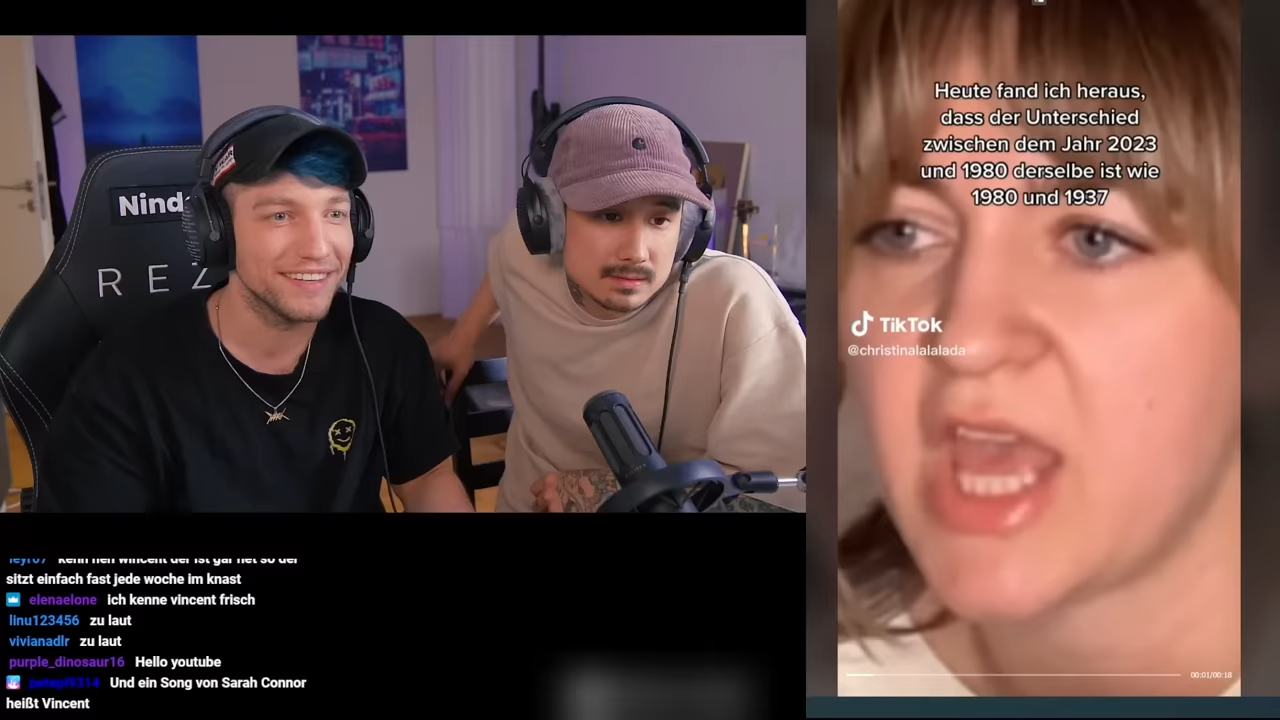 Nind
REZ
Heute fand ich heraus,
dass der Unterschied
zwischen dem Jahr 2023
und 1980 derselbe ist wie
1980 und 1937
TikTok
@christinalalalada
00:01/00:18
sitzt einfach fast jede woche im knast
elenaelone ich kenne vincent frisch
linu123456 zu laut
vivianadlr zu laut
purple_dinosaur16 Hello youtube
Und ein Song von Sarah Connor
heißt Vincent